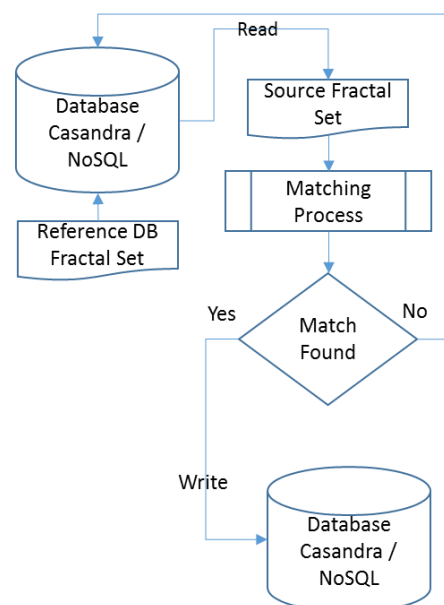 Read
Database
Casandra /
NoSQL
Source Fractal
Set
Matching
Process
Reference DB
Fractal Set
Yes
No
Match
Found
Write
Database
Casandra /
NoSQL